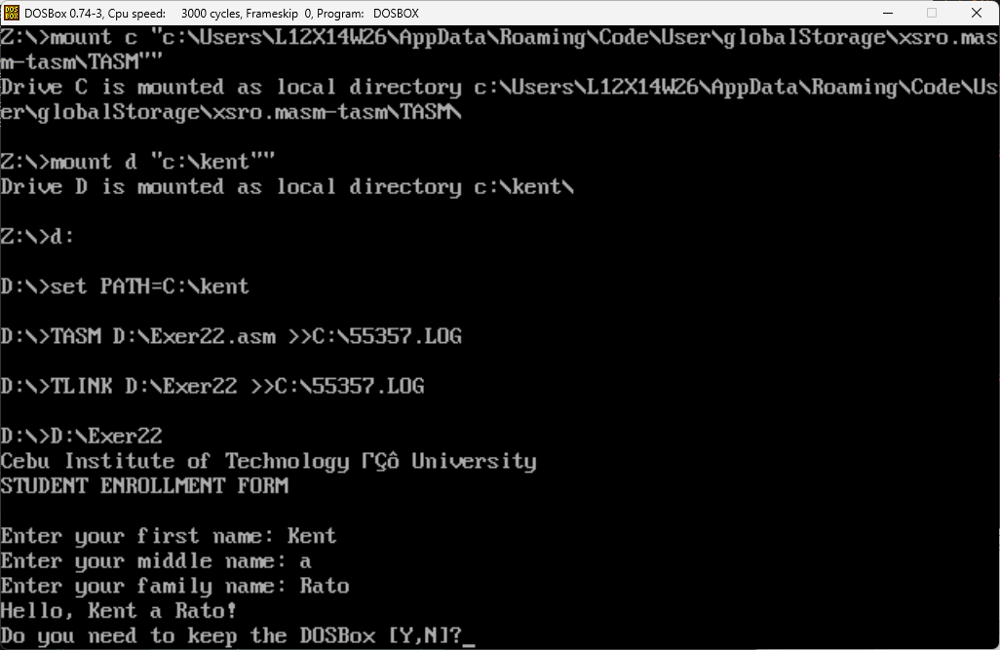 DOSBox 0.74-3, Cpu speed: 3000 cycles, Frameskip 0, Program: DOSBOX
Z:\>mount c "c:\Users\L12X14W26\AppData\Roaming\Code\User\globalStorage\xsro.mas
m-tasm\TASM""
Drive C is mounted as local directory c:\Users\L12X14W26\AppData\Roaming\Code\Us
er\globalStorage\xsro.masm-tasm\TASM\
Z:\>mount d "c:\kent""
Drive D is mounted as local directory c:\kent\
Z:\>d:
D:\>set PATH=C:\kent
D:\>TASM D:\Exer22.asm >>C:\55357.LOG
D:\>TLINK D:\Exer22 >>C:\55357.LOG
D:\>D:\Exer22
Cebu Institute of Technology ΓÇô University
STUDENT ENROLLMENT FORM
Enter your first name: Kent
Enter your middle name: a
Enter your family name: Rato
Hello, Kent a Rato!
Do you need to keep the DOSBox [Y,N]?_